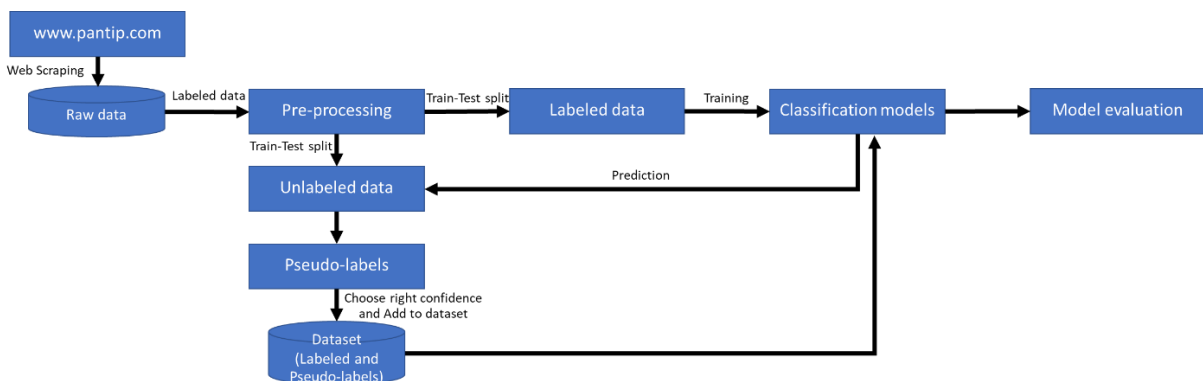 www.pantip.com
Web Scraping
Raw data
Labeled data
Pre-processing
Train-Test split
Labeled data
Training
Classification models
Model evaluation
Train-Test split
Unlabeled data
Prediction
Pseudo-labels
Choose right confidence
and Add to dataset
Dataset
(Labeled and
Pseudo-labels)